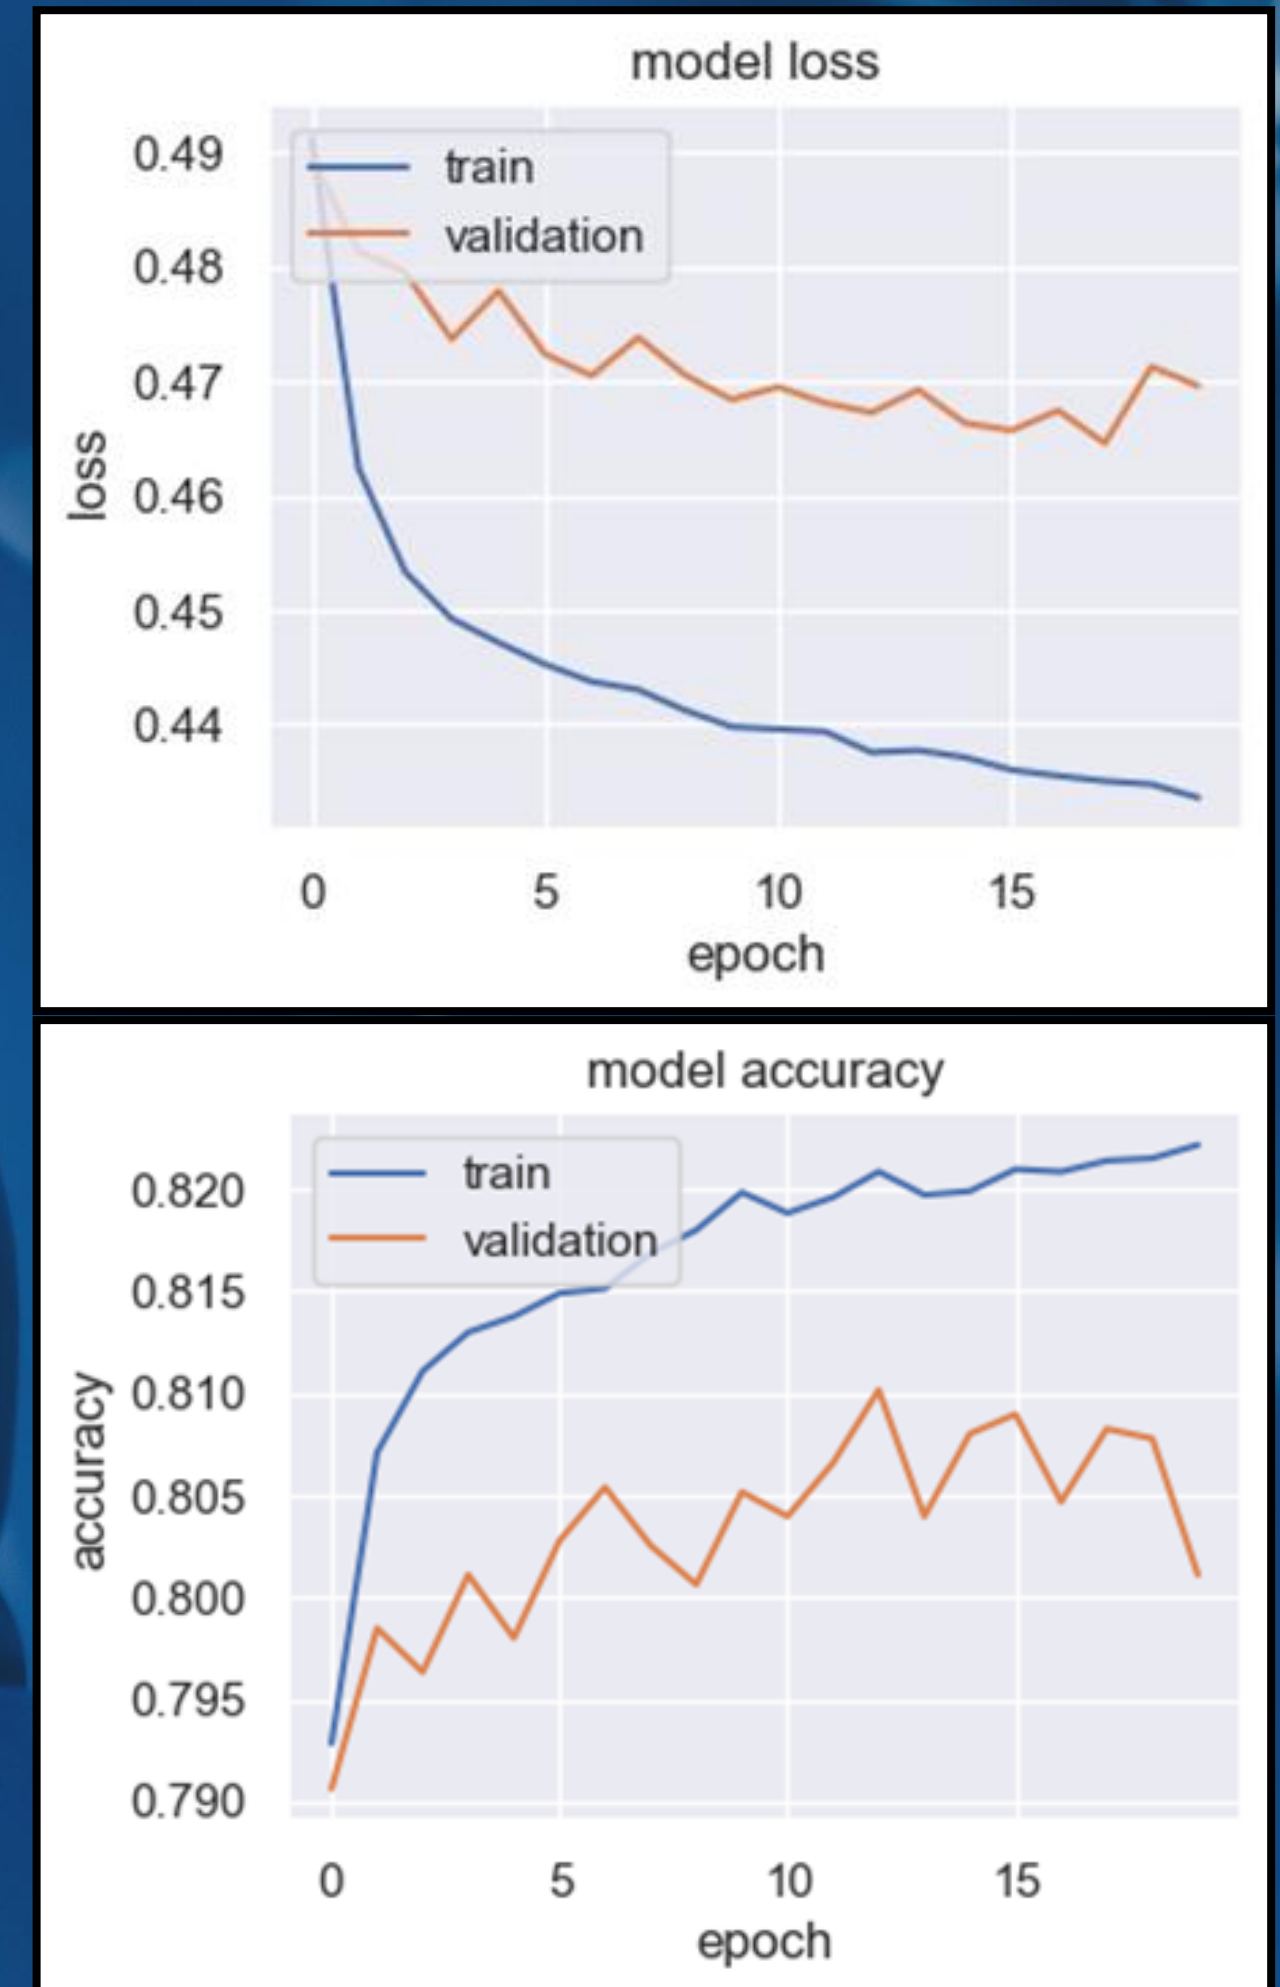 model loss
train
validation
0.49
0.48
0.47
0.46
0.45
0.44
loss
0 5 10 15
epoch
model accuracy
train
validation
0.820
0.815
0.810
0.805
0.800
0.795
0.790
accuracy
0 5 10 15
epoch